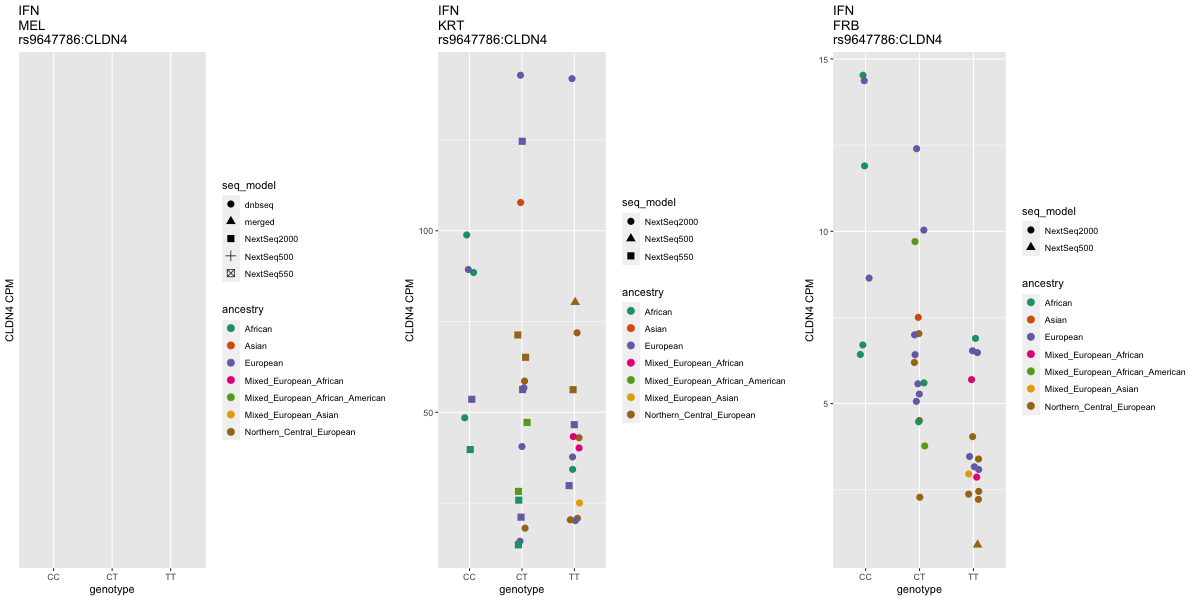 IFN
MEL
rs9647786:CLDN4
CLDN4 CPM
CC
CT
TT
genotype
seq_model
dnbseq
merged
NextSeq2000
NextSeq500
NextSeq550
ancestry
African
Asian
European
Mixed_European_African
Mixed_European_African_American
Mixed_European_Asian
Northern_Central_European
IFN
KRT
rs9647786:CLDN4
CLDN4 CPM
100
50
CC
CT
TT
genotype
seq_model
NextSeq2000
NextSeq500
NextSeq550
ancestry
African
Asian
European
Mixed_European_African
Mixed_European_African_American
Mixed_European_Asian
Northern_Central_European
IFN
FRB
rs9647786:CLDN4
CLDN4 CPM
15
10
5
CC
CT
TT
genotype
seq_model
NextSeq2000
NextSeq500
ancestry
African
Asian
European
Mixed_European_African
Mixed_European_African_American
Mixed_European_Asian
Northern_Central_European